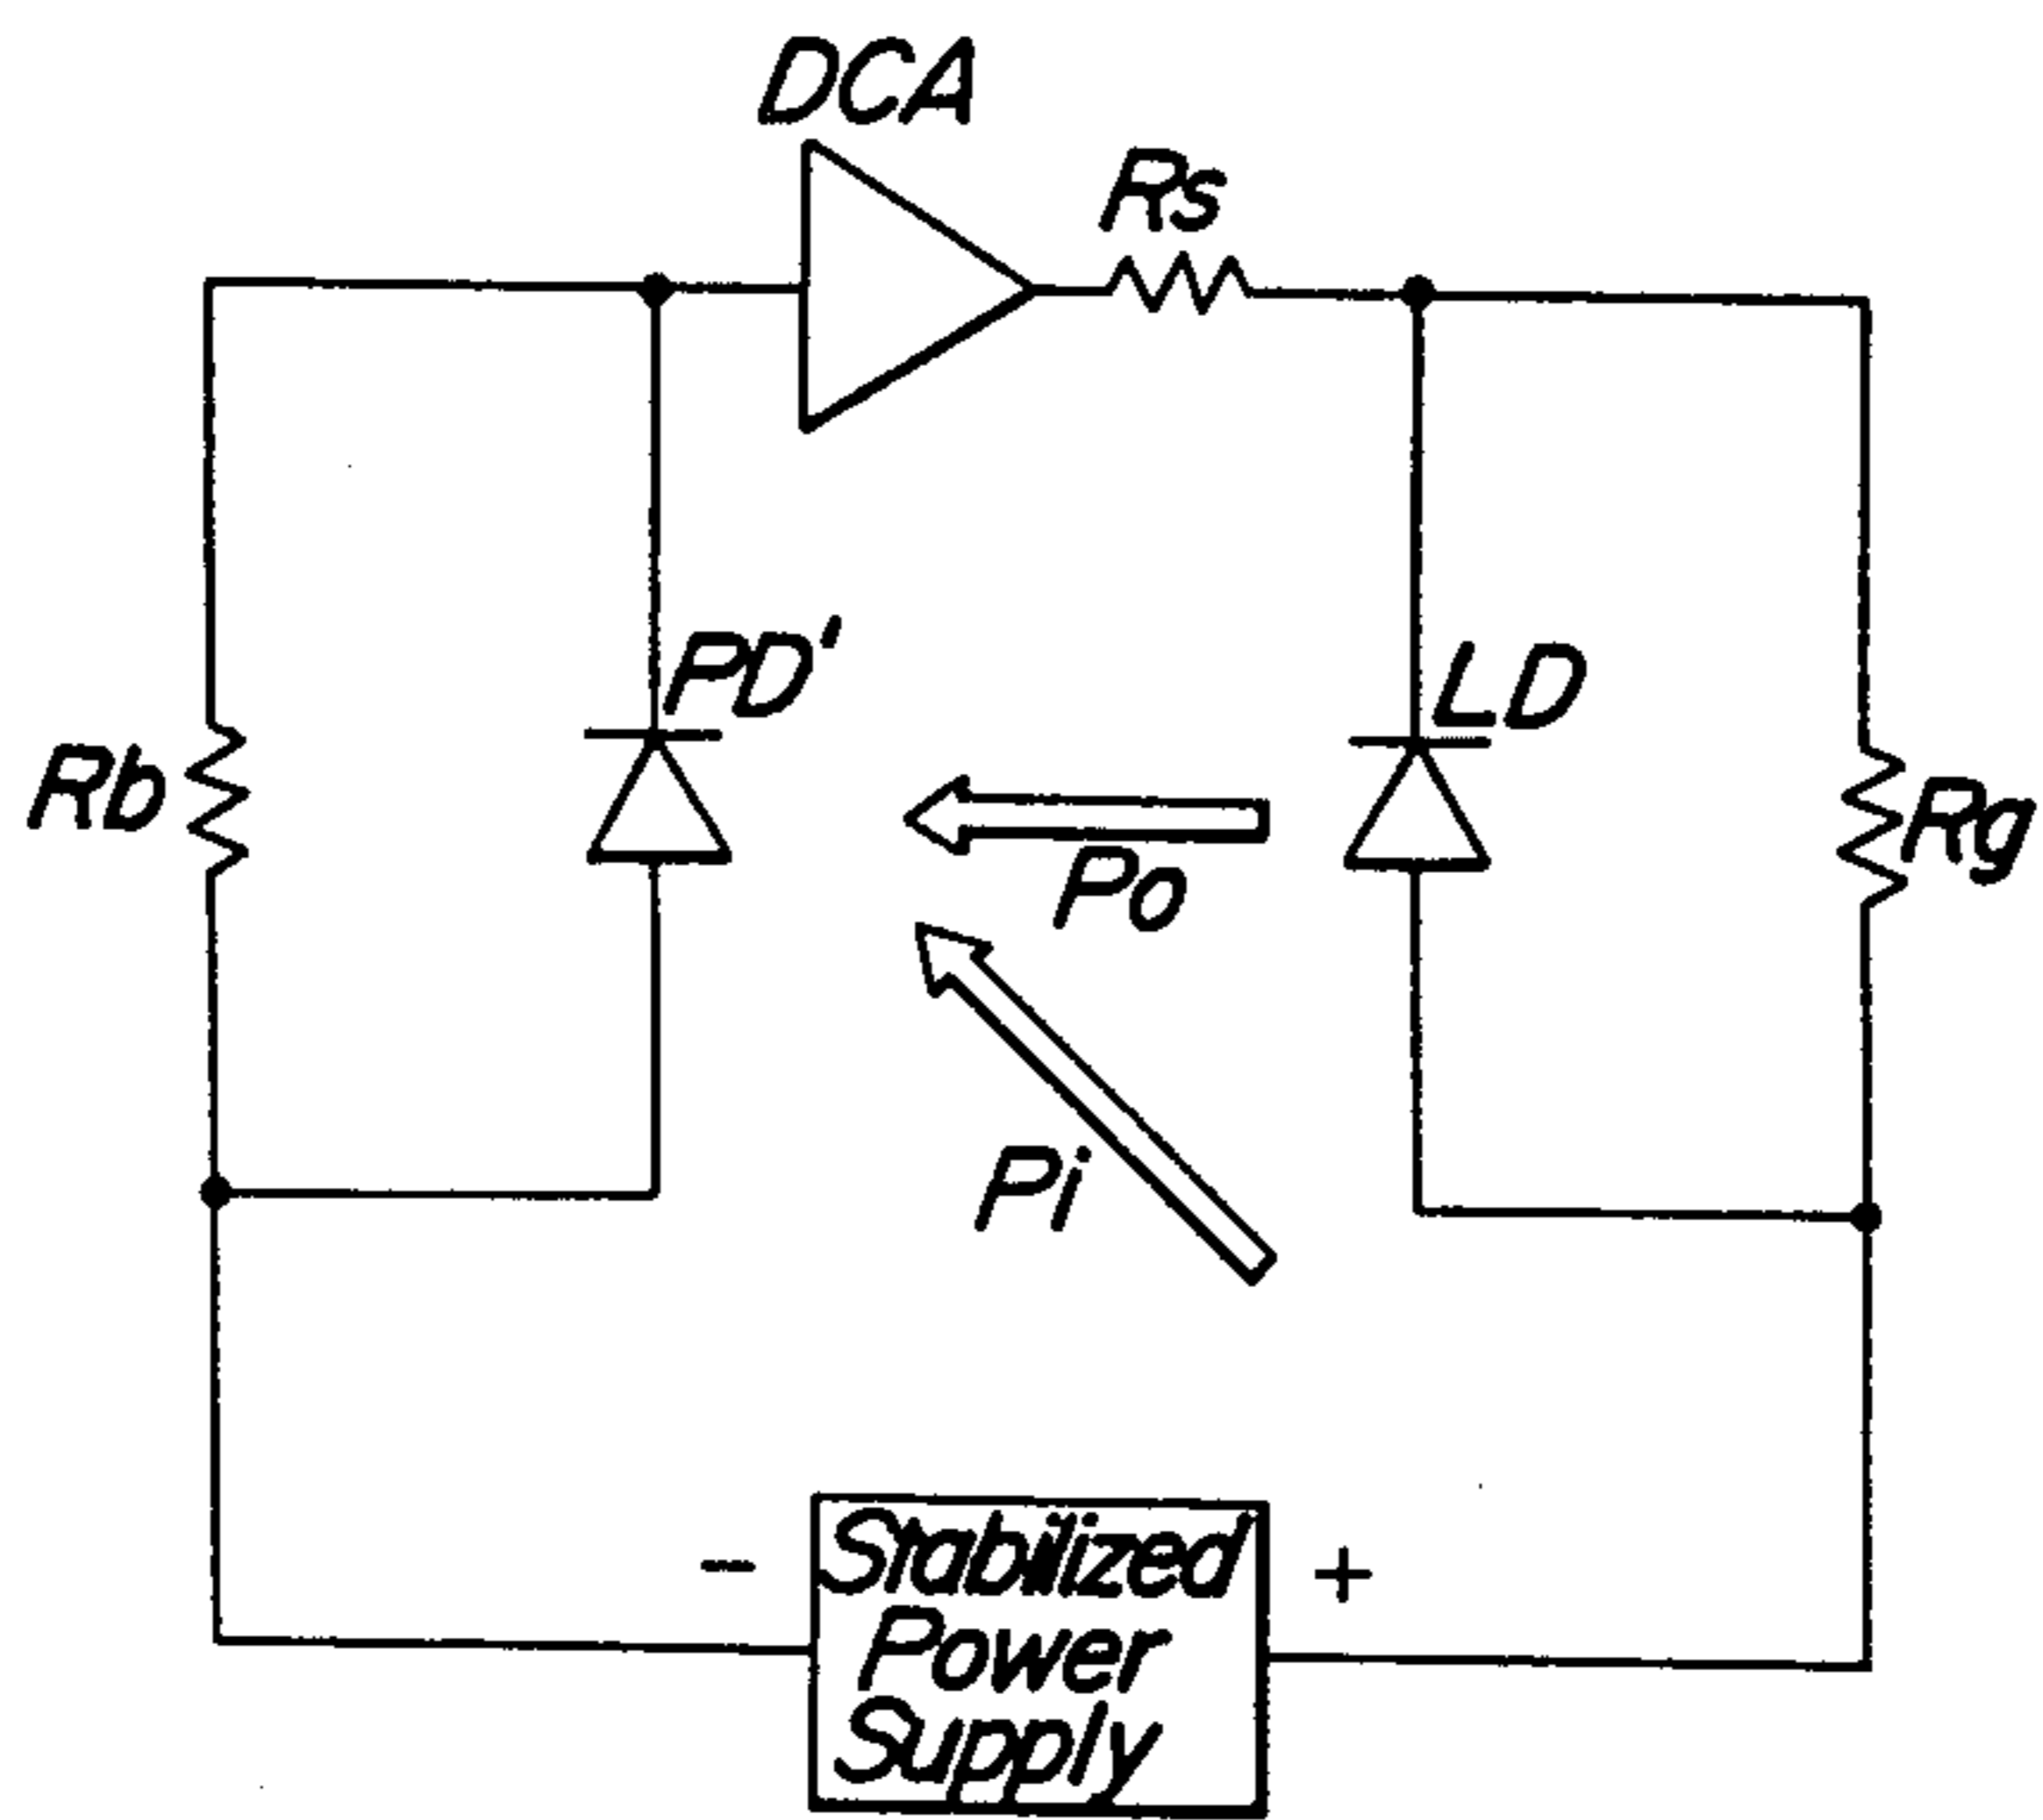 DCA
Rs
PD'
LD
Rb
Rg
Po
Pi
-
+
Stabilized
Power
Supply